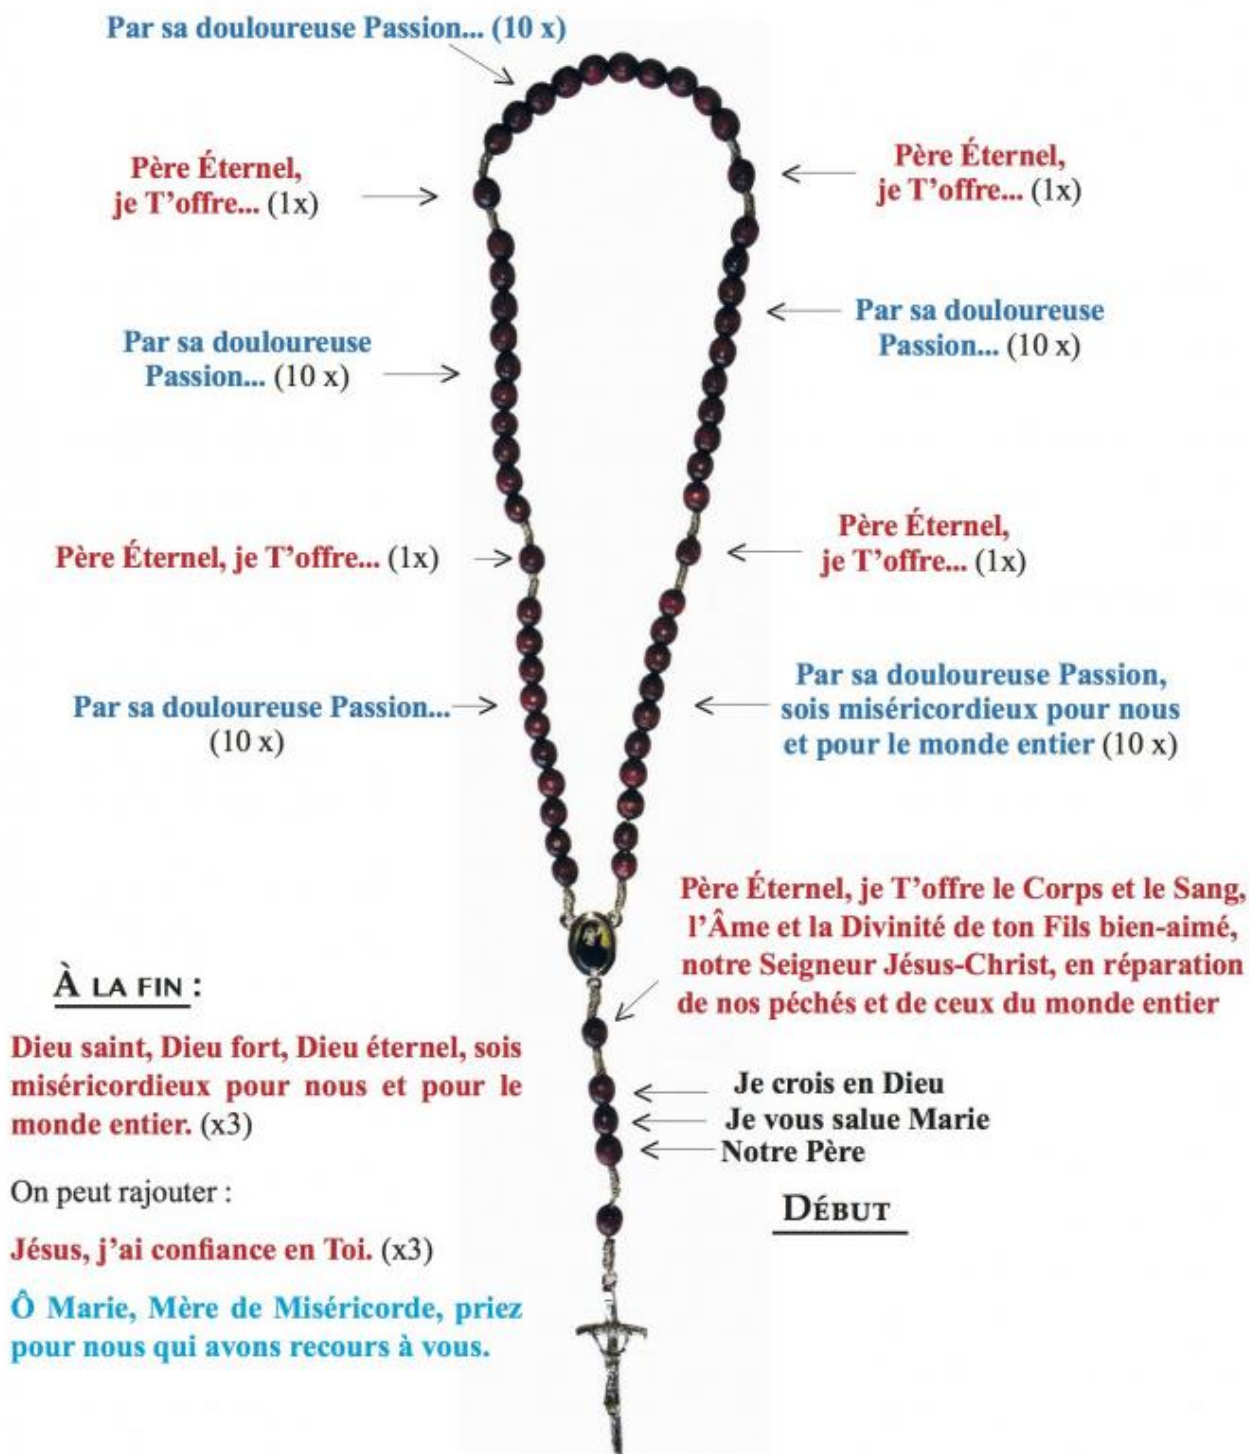 Par sa douloureuse Passion... (10 x)
Père Éternel,
je T'offre... (1x)
Père Éternel,
je T'offre... (1x)
Par sa douloureuse
Passion... (10 x)
Par sa douloureuse
Passion... (10 x)
Père Éternel, je T'offre... (1x)
Père Éternel,
je T'offre... (1x)
Par sa douloureuse Passion...
(10 x)
Par sa douloureuse Passion,
sois miséricordieux pour nous
et pour le monde entier (10 x)
Père Éternel, je T'offre le Corps et le Sang,
l'Âme et la Divinité de ton Fils bien-aimé,
notre Seigneur Jésus-Christ, en réparation
de nos péchés et de ceux du monde entier
Je crois en Dieu
Je vous salue Marie
Notre Père
DÉBUT
À LA FIN :
Dieu saint, Dieu fort, Dieu éternel, sois
miséricordieux pour nous et pour le
monde entier. (x3)
On peut rajouter :
Jésus, j'ai confiance en Toi. (x3)
Ô Marie, Mère de Miséricorde, priez
pour nous qui avons recours à vous.